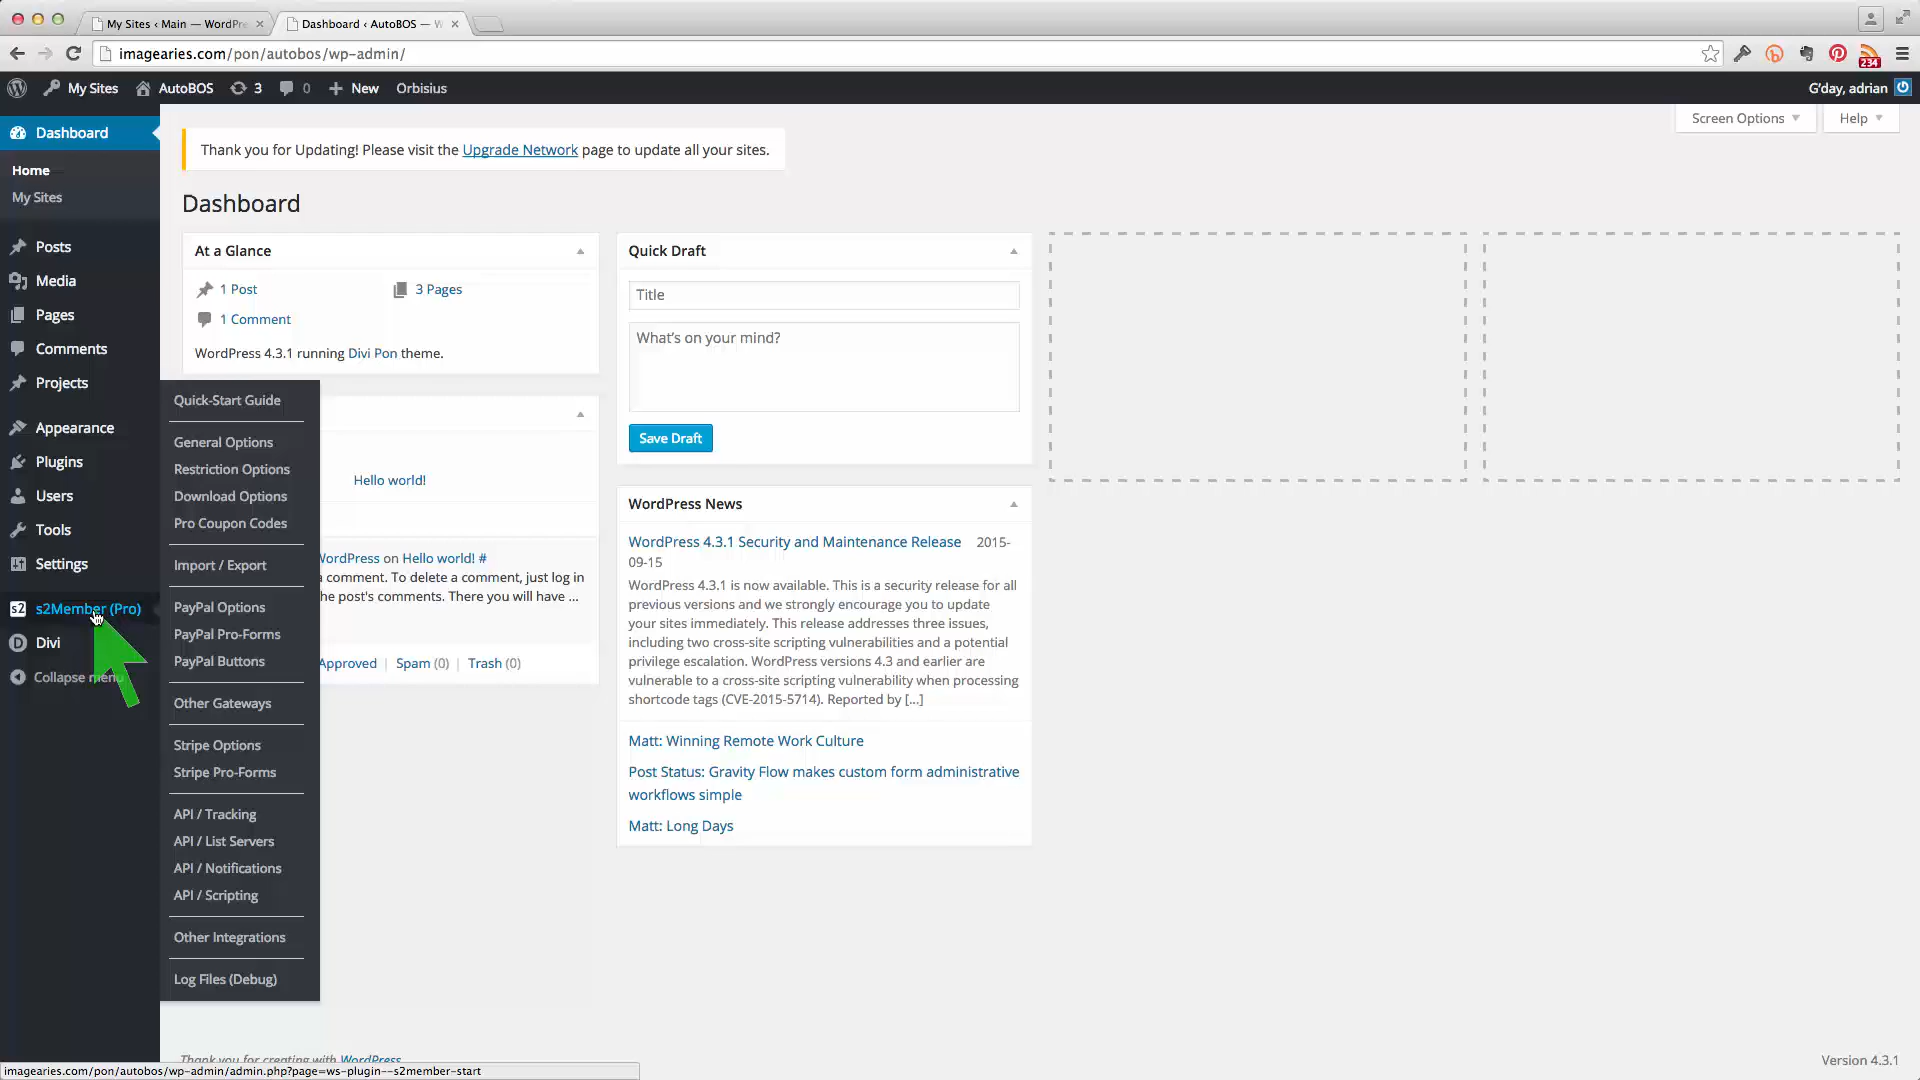 My Sites ‹ Main — WordPre
Dashboard ‹ AutoBOS — W
imagearies.com/pon/autobos/wp-admin/
234
My Sites
AutoBOS
3
0
New
Orbisius
G'day, adrian
Dashboard
Home
My Sites
Posts
Media
Pages
Comments
Projects
Appearance
Plugins
Users
Tools
Settings
s2 s2Member (Pro)
D Divi
Collapse menu
Quick-Start Guide
General Options
Restriction Options
Download Options
Pro Coupon Codes
Import / Export
PayPal Options
PayPal Pro-Forms
PayPal Buttons
Other Gateways
Stripe Options
Stripe Pro-Forms
API / Tracking
API / List Servers
API / Notifications
API / Scripting
Other Integrations
Log Files (Debug)
Screen Options
Help
Thank you for Updating! Please visit the Upgrade Network page to update all your sites.
Dashboard
At a Glance
1 Post
3 Pages
1 Comment
WordPress 4.3.1 running Divi Pon theme.
Hello world!
WordPress on Hello world! #
a comment. To delete a comment, just log in
the post's comments. There you will have ...
Approved | Spam (0) | Trash (0)
Quick Draft
Title
What's on your mind?
Save Draft
WordPress News
WordPress 4.3.1 Security and Maintenance Release 2015-
09-15
WordPress 4.3.1 is now available. This is a security release for all
previous versions and we strongly encourage you to update
your sites immediately. This release addresses three issues,
including two cross-site scripting vulnerabilities and a potential
privilege escalation. WordPress versions 4.3 and earlier are
vulnerable to a cross-site scripting vulnerability when processing
shortcode tags (CVE-2015-5714). Reported by [...]
Matt: Winning Remote Work Culture
Post Status: Gravity Flow makes custom form administrative
workflows simple
Matt: Long Days
Thank you for creating with WordPress
Version 4.3.1
imagearies.com/pon/autobos/wp-admin/admin.php?page=ws-plugin--s2member-start